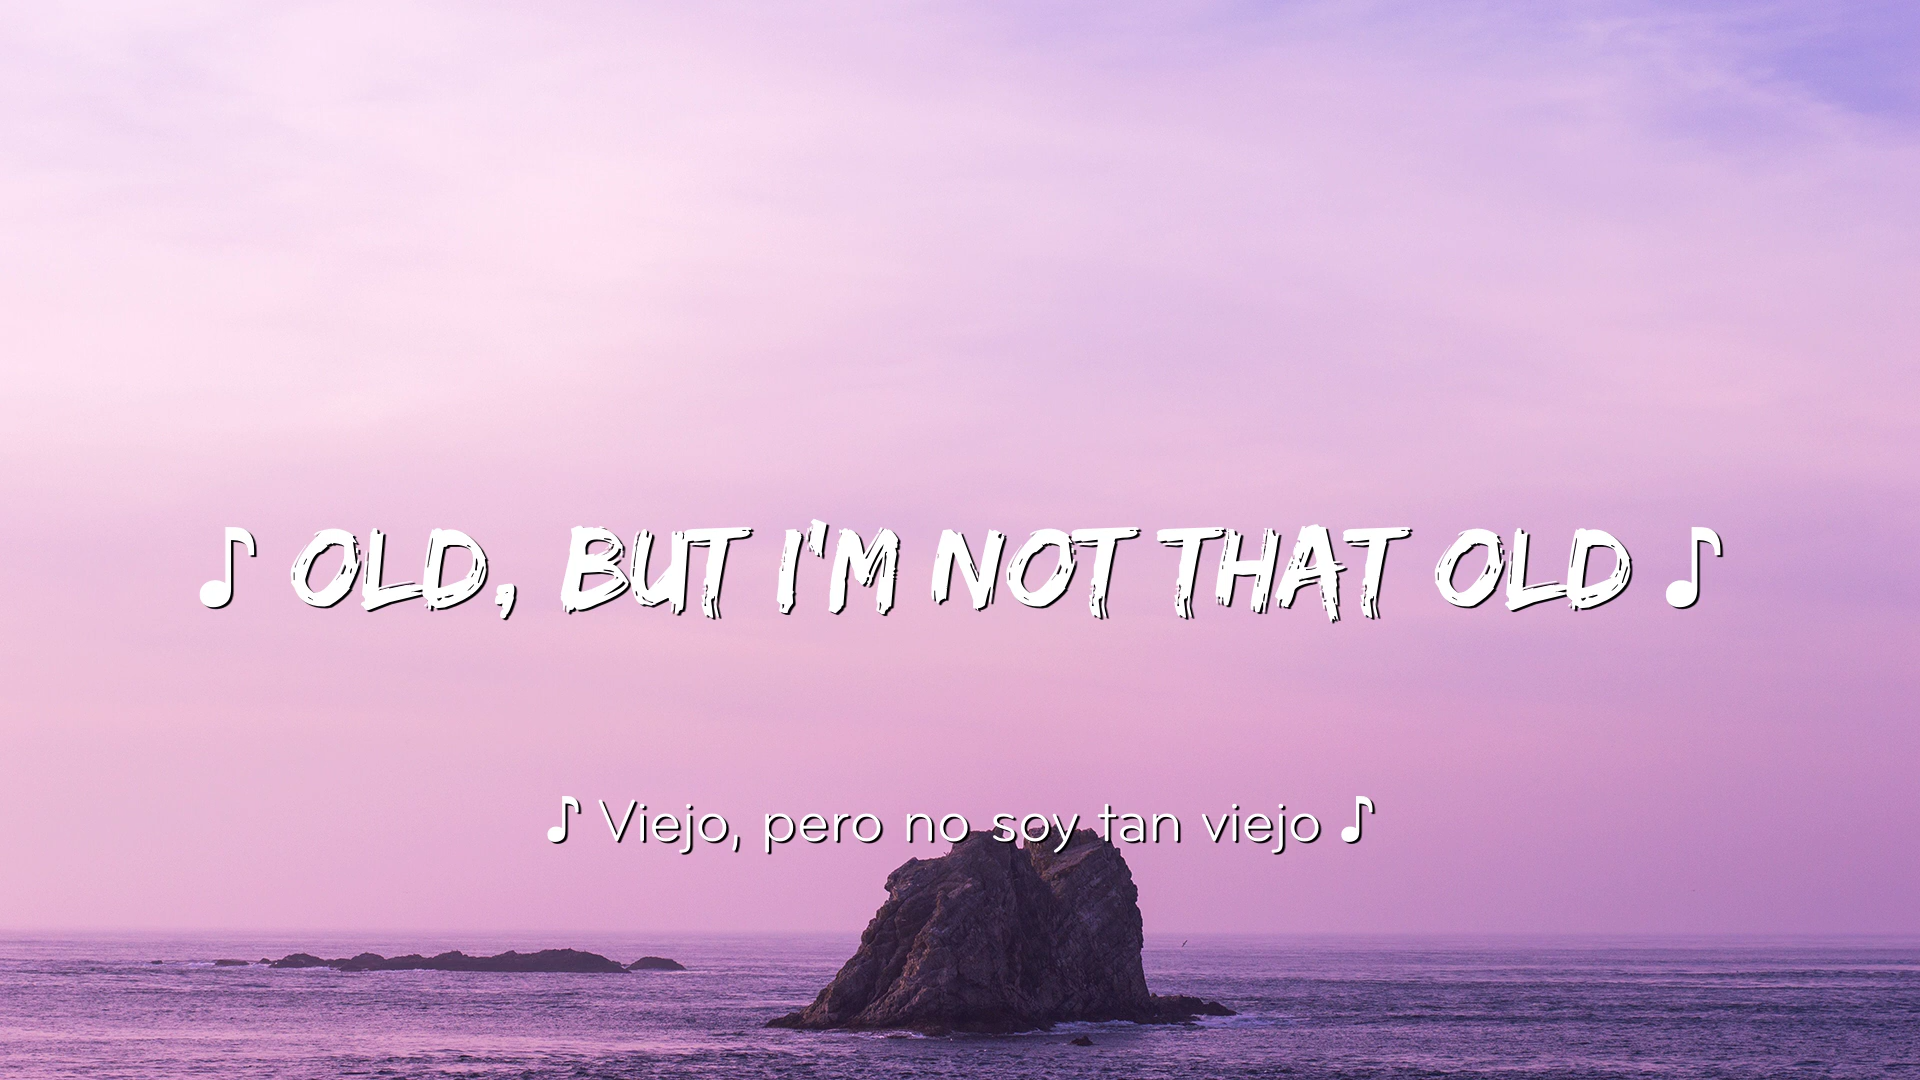 ♪ OLD, BUT I'M NOT THAT OLD ♪
♪ Viejo, pero no soy tan viejo ♪